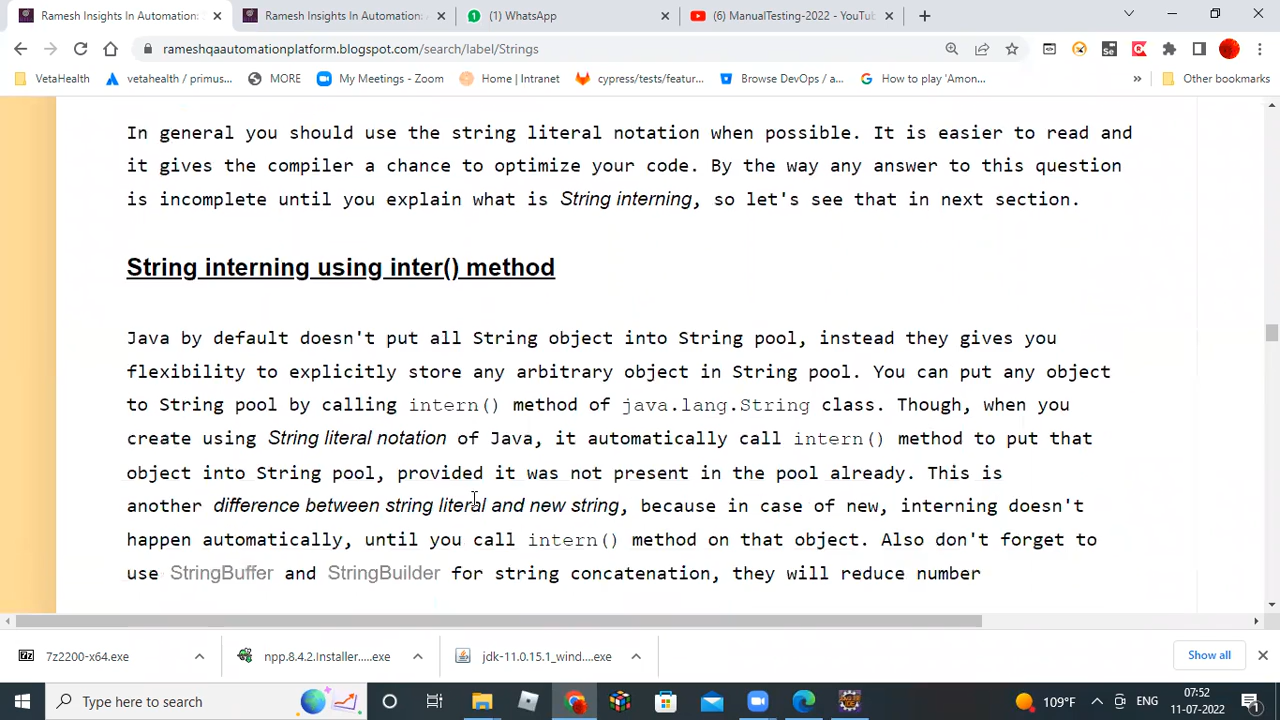 Ramesh Insights In Automation:
Ramesh Insights In Automation:
(1) WhatsApp
(6) ManualTesting-2022 - YouTu
rameshqaautomationplatform.blogspot.com/search/label/Strings
VetaHealth
vetahealth / primus...
MORE
My Meetings - Zoom
Home | Intranet
cypress/tests/featur...
Browse DevOps / a...
How to play 'Amon...
»
Other bookmarks
In general you should use the string literal notation when possible. It is easier to read and
it gives the compiler a chance to optimize your code. By the way any answer to this question
is incomplete until you explain what is String interning, so let's see that in next section.
String interning using inter() method
Java by default doesn't put all String object into String pool, instead they gives you
flexibility to explicitly store any arbitrary object in String pool. You can put any object
to String pool by calling intern() method of java.lang.String class. Though, when you
create using String literal notation of Java, it automatically call intern() method to put that
object into String pool, provided it was not present in the pool already. This is
another difference between string literal and new string, because in case of new, interning doesn't
happen automatically, until you call intern() method on that object. Also don't forget to
use StringBuffer and StringBuilder for string concatenation, they will reduce number
7z2200-x64.exe
npp.8.4.2.Installer.....exe
jdk-11.0.15.1_wind....exe
Show all
Type here to search
109°F
ENG
07:52
11-07-2022